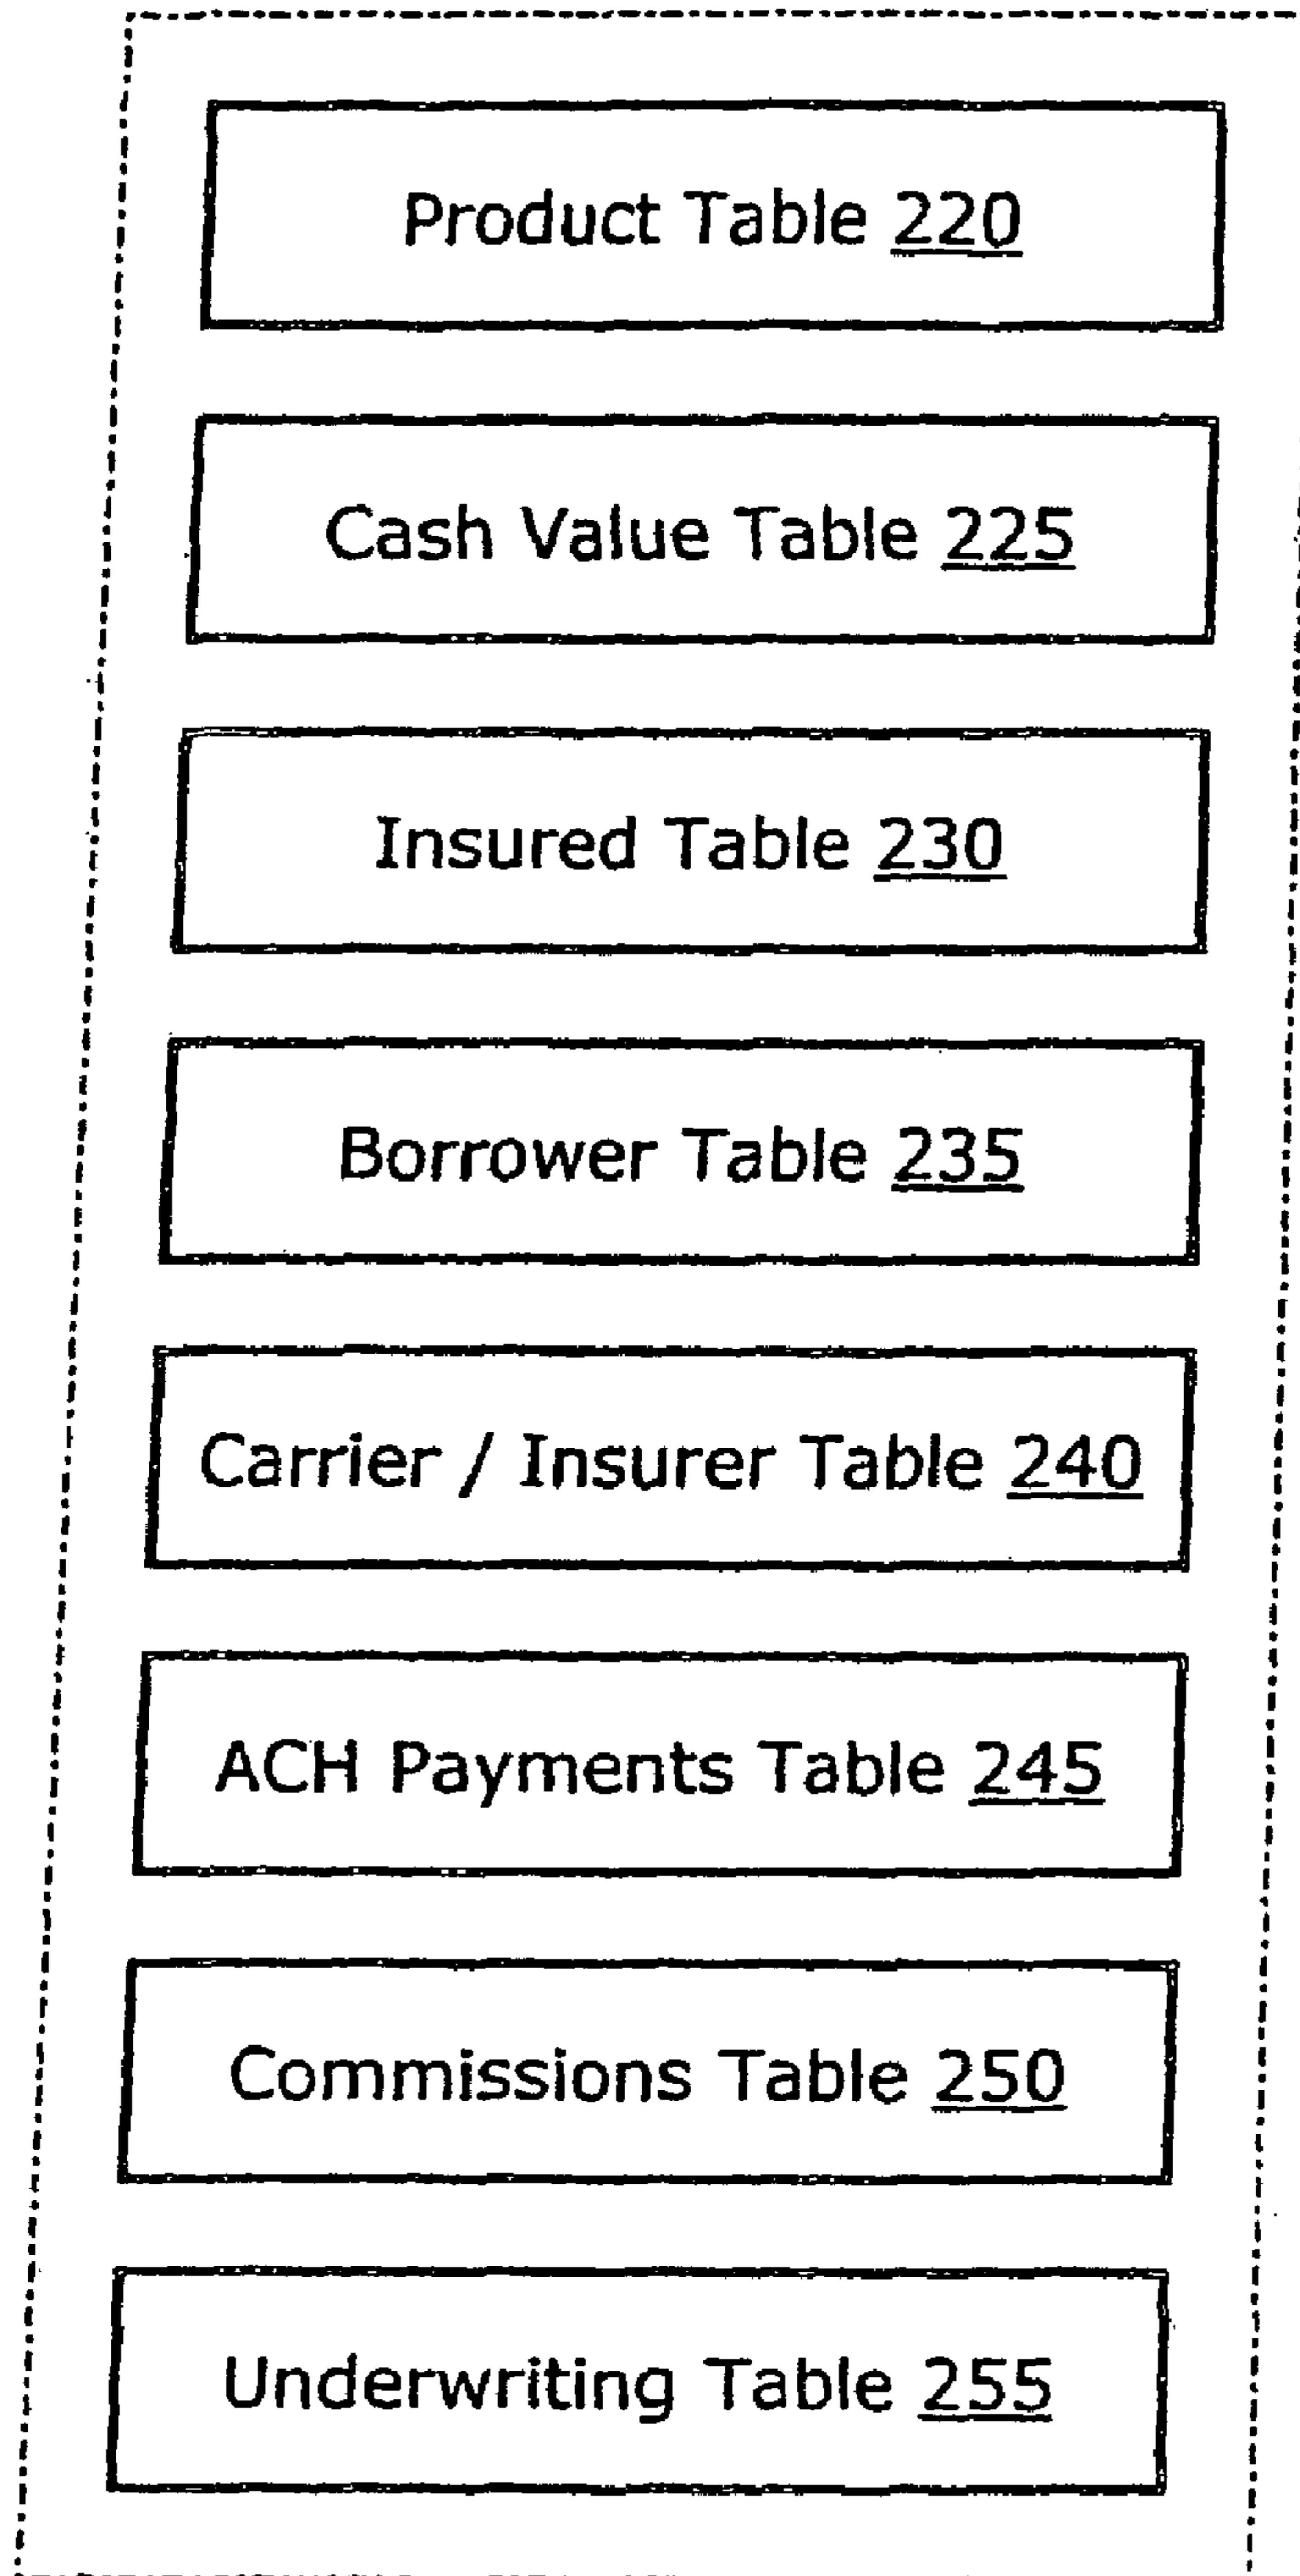 Product Table 220
Cash Value Table 225
Insured Table 230
Borrower Table 235
Carrier / Insurer Table 240
ACH Payments Table 245
Commissions Table 250
Underwriting Table 255